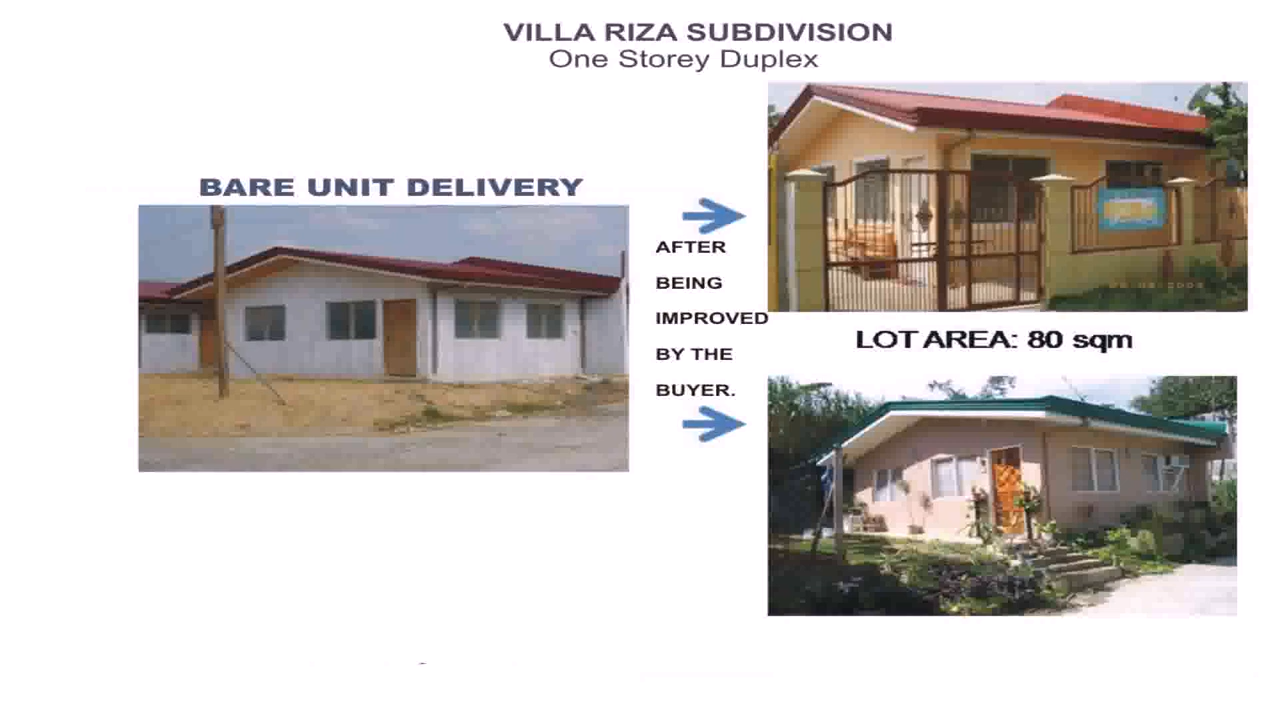 VILLA RIZA SUBDIVISION
One Storey Duplex
BARE UNIT DELIVERY
AFTER
BEING
IMPROVED
BY THE
BUYER.
LOT AREA: 80 sqm